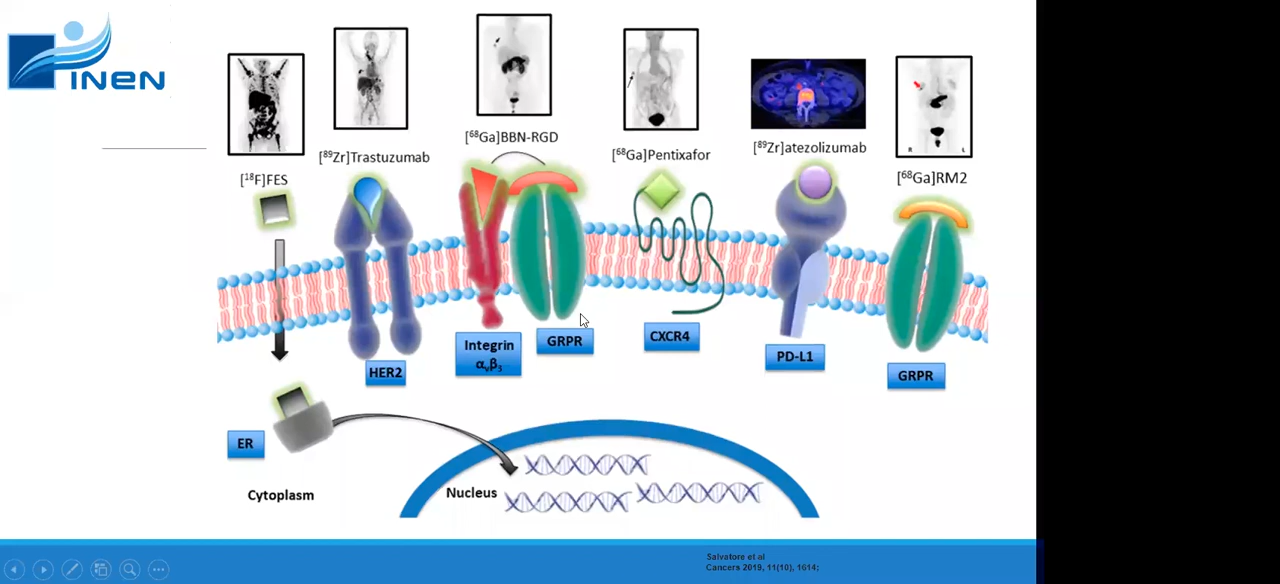 INEN
[18F]FES
[89Zr]Trastuzumab
[68Ga]BBN-RGD
[68Ga]Pentixafor
[89Zr]atezolizumab
[68Ga]RM2
R L
HER2
Integrin
αvβ3
GRPR
CXCR4
PD-L1
GRPR
ER
Cytoplasm
Nucleus
Salvatore et al
Cancers 2019, 11(10), 1614;